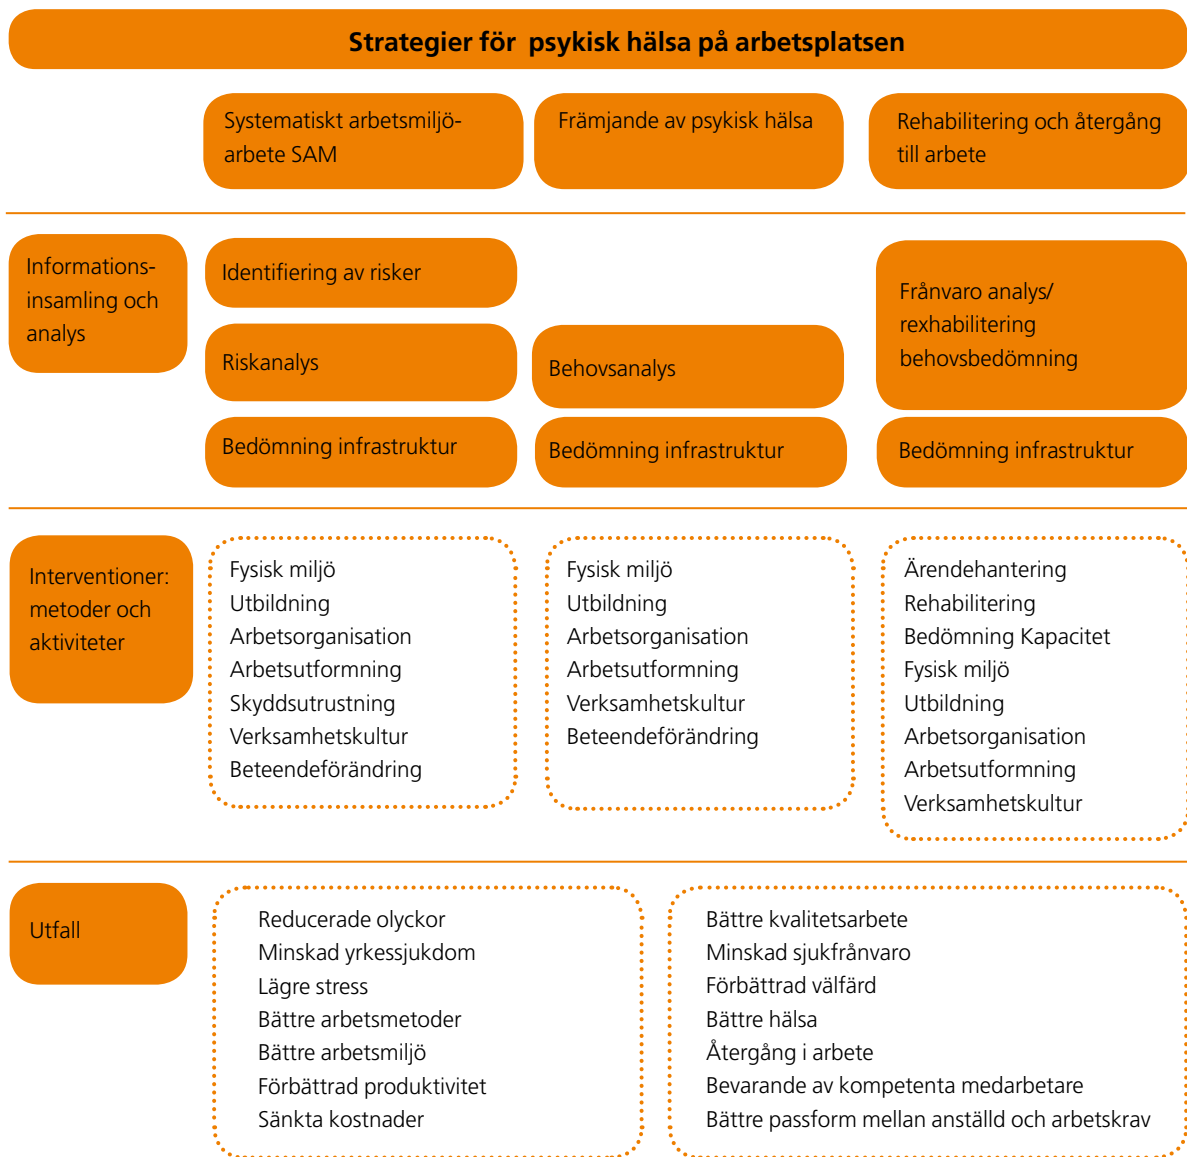 Strategier för psykisk hälsa på arbetsplatsen
Systematiskt arbetsmiljö-
arbete SAM
Främjande av psykisk hälsa
Rehabilitering och återgång
till arbete
Informations-
insamling och
analys
Identifiering av risker
Riskanalys
Bedömning infrastruktur
Behovsanalys
Bedömning infrastruktur
Frånvaro analys/
rexhabilitering
behovsbedömning
Bedömning infrastruktur
Interventioner:
metoder och
aktiviteter
Fysisk miljö
Utbildning
Arbetsorganisation
Arbetsutformning
Skyddsutrustning
Verksamhetskultur
Beteendeförändring
Fysisk miljö
Utbildning
Arbetsorganisation
Arbetsutformning
Verksamhetskultur
Beteendeförändring
Ärendehantering
Rehabilitering
Bedömning Kapacitet
Fysisk miljö
Utbildning
Arbetsorganisation
Arbetsutformning
Verksamhetskultur
Utfall
Reducerade olyckor
Minskad yrkessjukdom
Lägre stress
Bättre arbetsmetoder
Bättre arbetsmiljö
Förbättrad produktivitet
Sänkta kostnader
Bättre kvalitetsarbete
Minskad sjukfrånvaro
Förbättrad välfärd
Bättre hälsa
Återgång i arbete
Bevarande av kompetenta medarbetare
Bättre passform mellan anställd och arbetskrav